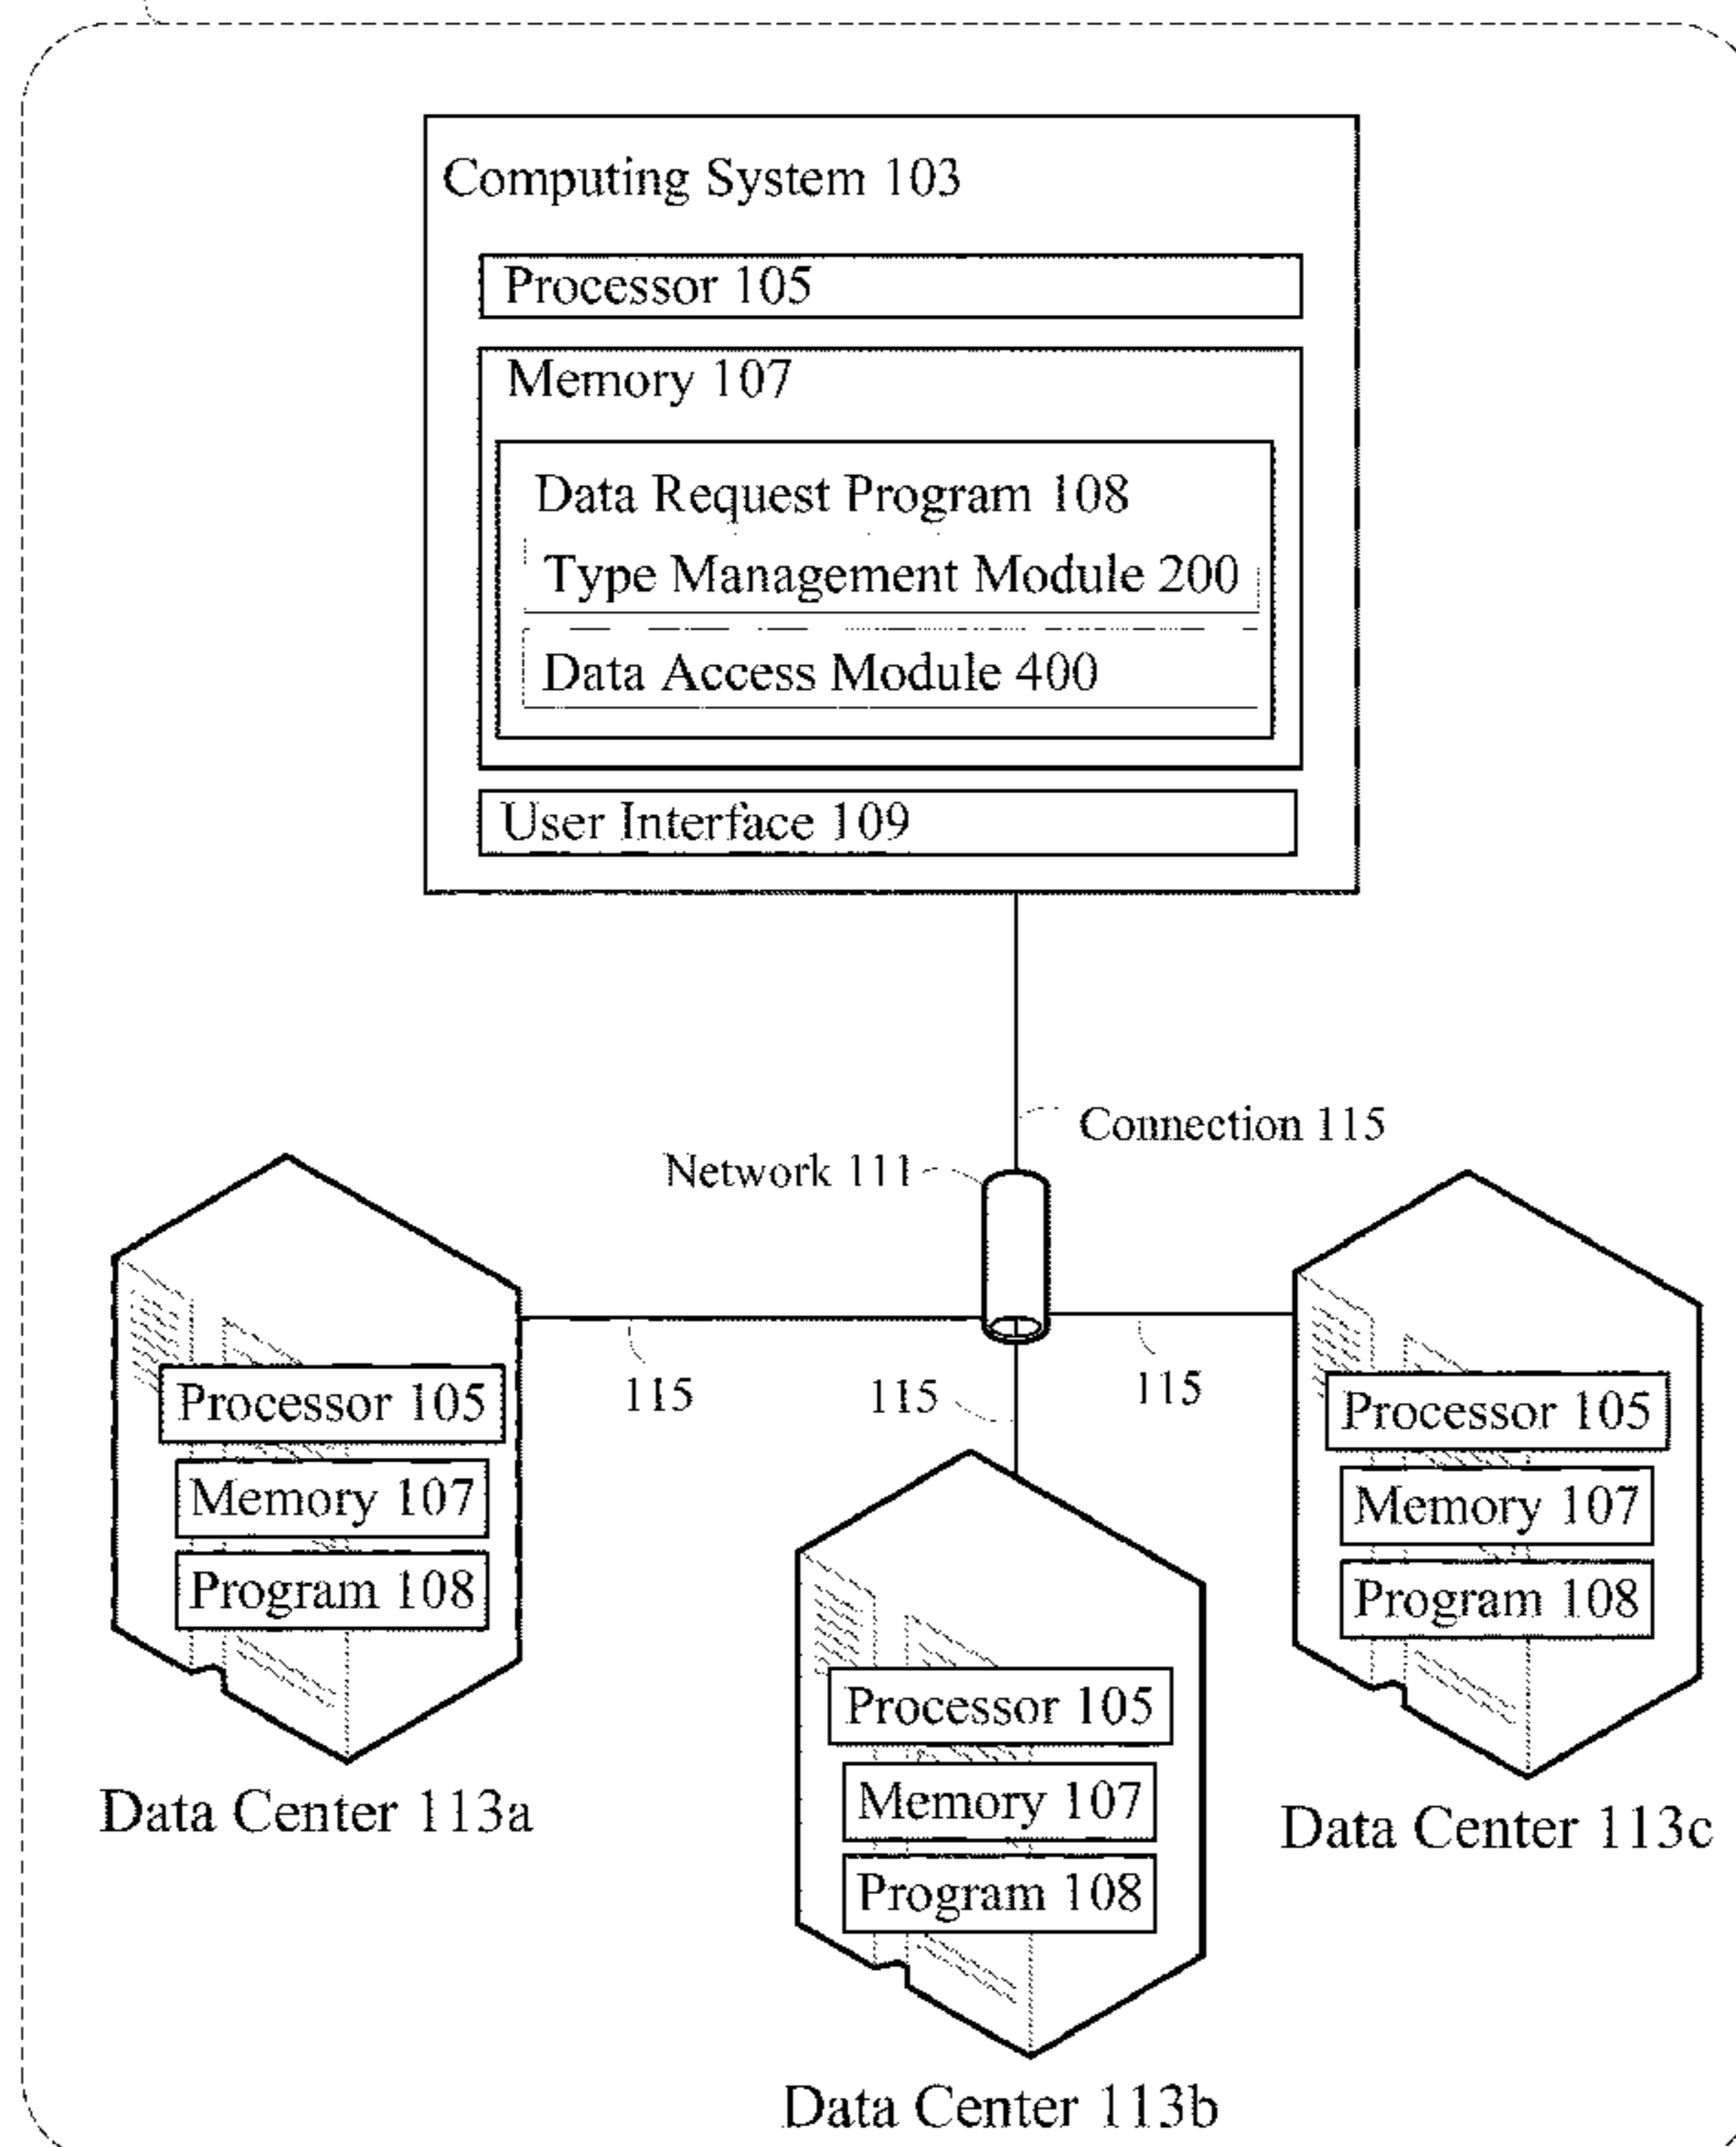 Computing System 103
Processor 105
Memory 107
Data Request Program 108
Type Management Module 200
Data Access Module 400
User Interface 109
Connection 115
Network 111
115
115
115
Processor 105
Memory 107
Program 108
Data Center 113a
Processor 105
Memory 107
Program 108
Data Center 113b
Processor 105
Memory 107
Program 108
Data Center 113c